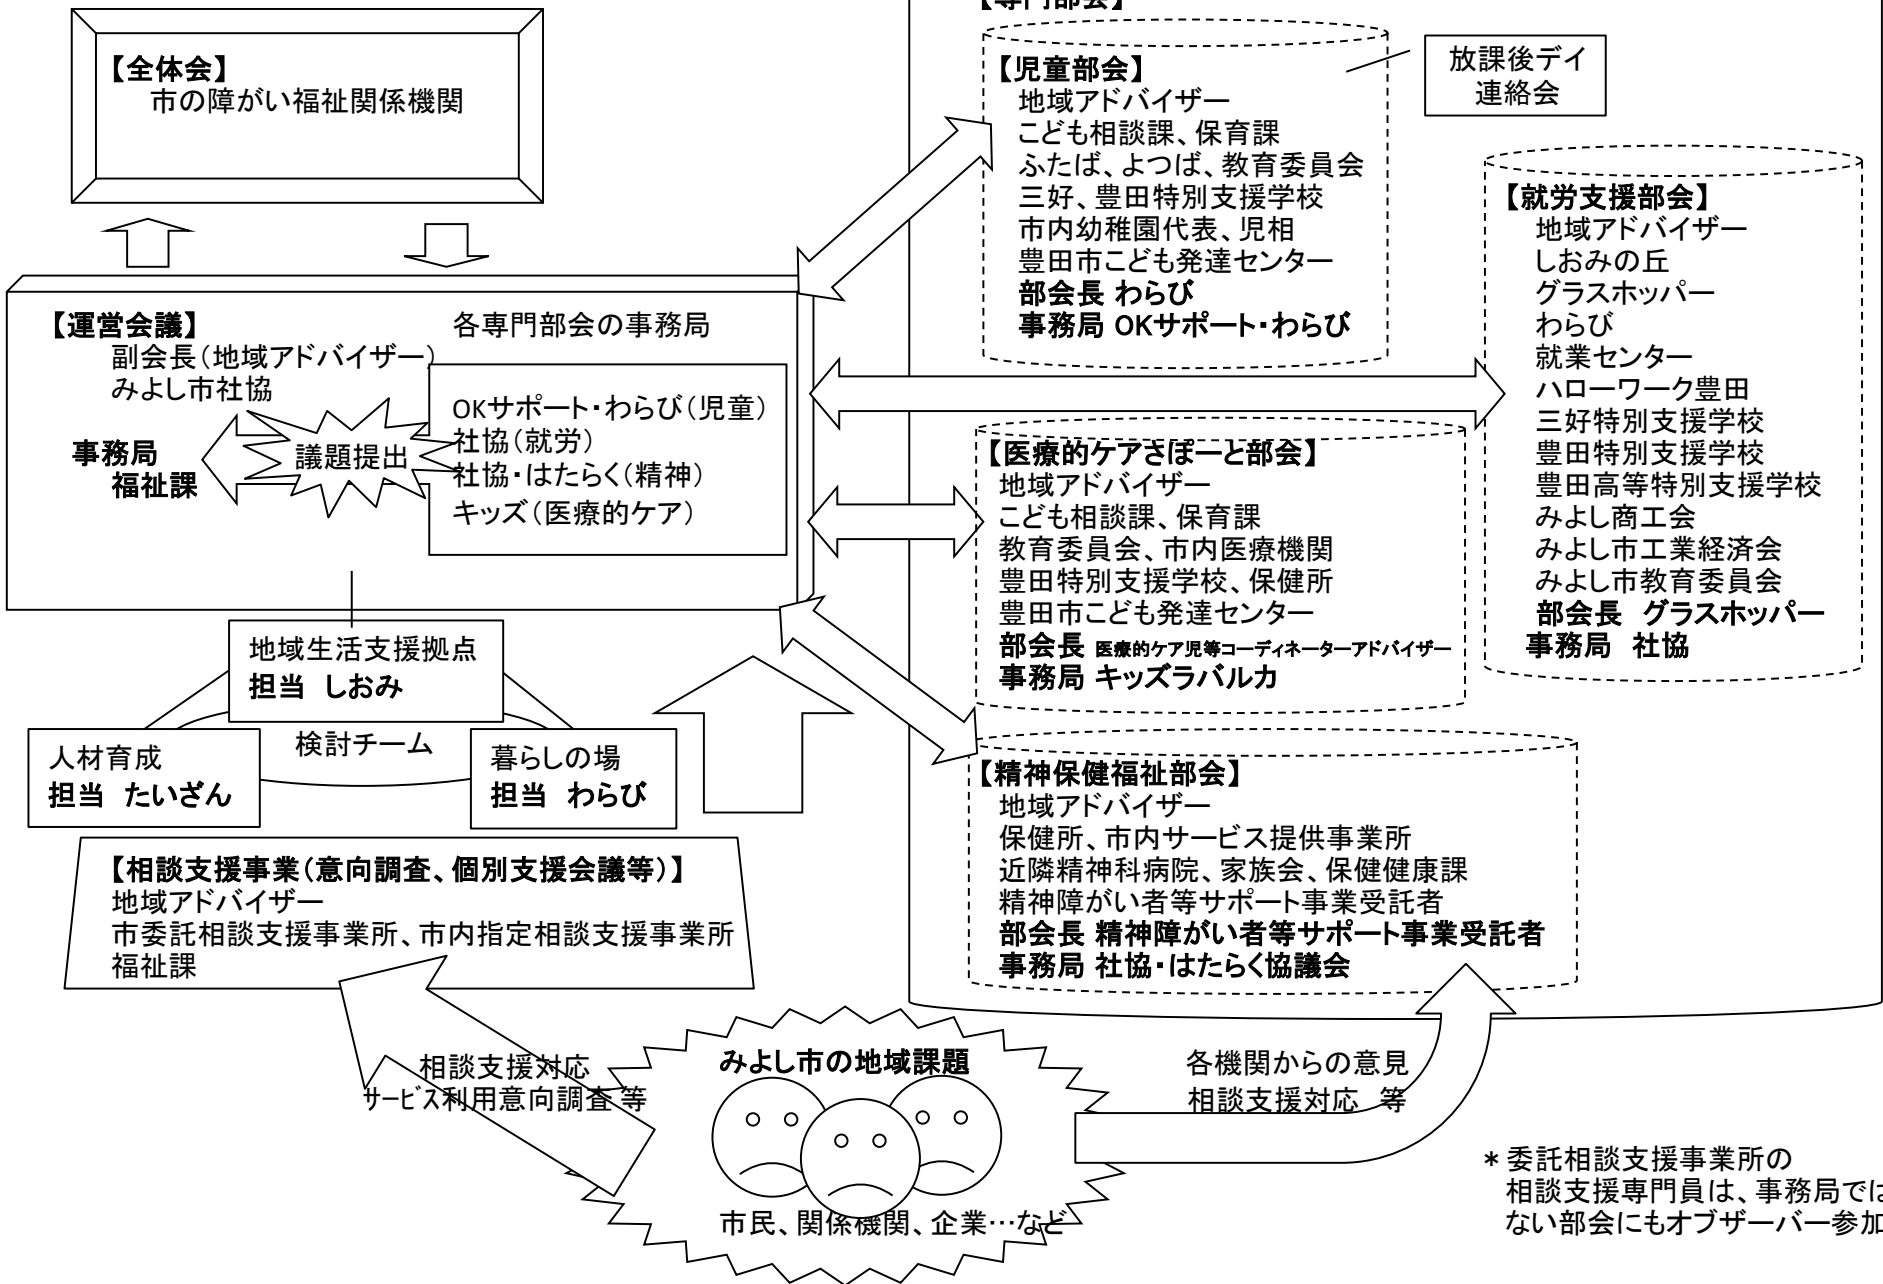 【全体会】
市の障がい福祉関係機関
【運営会議】
副会長(地域アドバイザー)
みよし市社協
事務局
福祉課
議題提出
各専門部会の事務局
OKサポート・わらび(児童)
社協(就労)
社協・はたらく(精神)
キッズ(医療的ケア)
地域生活支援拠点
担当 しおみ
検討チーム
人材育成
担当 たいざん
暮らしの場
担当 わらび
【相談支援事業(意向調査、個別支援会議等)】
地域アドバイザー
市委託相談支援事業所、市内指定相談支援事業所
福祉課
【専門部会】
【児童部会】
地域アドバイザー
こども相談課、保育課
ふたば、よつば、教育委員会
三好、豊田特別支援学校
市内幼稚園代表、児相
豊田市こども発達センター
部会長 わらび
事務局 OKサポート・わらび
放課後デイ
連絡会
【就労支援部会】
地域アドバイザー
しおみの丘
グラスホッパー
わらび
就業センター
ハローワーク豊田
三好特別支援学校
豊田特別支援学校
豊田高等特別支援学校
みよし商工会
みよし市工業経済会
みよし市教育委員会
部会長 グラスホッパー
事務局 社協
【医療的ケアさぽーと部会】
地域アドバイザー
こども相談課、保育課
教育委員会、市内医療機関
豊田特別支援学校、保健所
豊田市こども発達センター
部会長 医療的ケア児等コーディネーターアドバイザー
事務局 キッズラバルカ
【精神保健福祉部会】
地域アドバイザー
保健所、市内サービス提供事業所
近隣精神科病院、家族会、保健健康課
精神障がい者等サポート事業受託者
部会長 精神障がい者等サポート事業受託者
事務局 社協・はたらく協議会
相談支援対応
サービス利用意向調査 等
みよし市の地域課題
市民、関係機関、企業…など
各機関からの意見
相談支援対応 等
*委託相談支援事業所の
相談支援専門員は、事務局では
ない部会にもオブザーバー参加